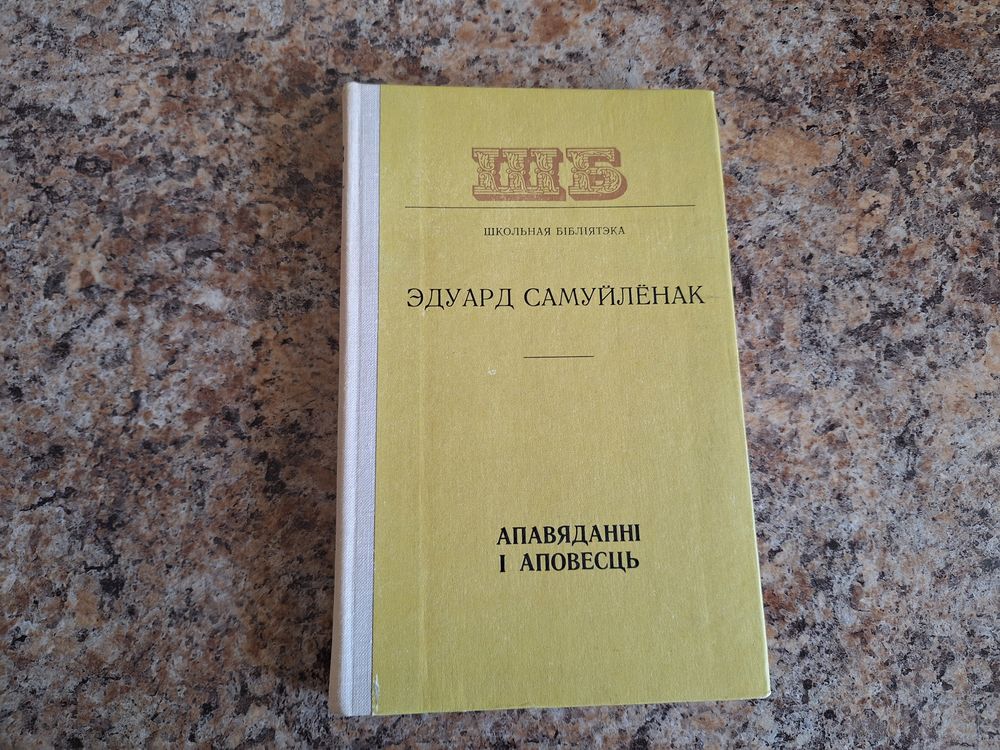 ШБ
ШКОЛЬНАЯ БІБЛІЯТЭКА
ЭДУАРД САМУЙЛЁНАК
АПАВЯДАННІ
І АПОВЕСЦЬ